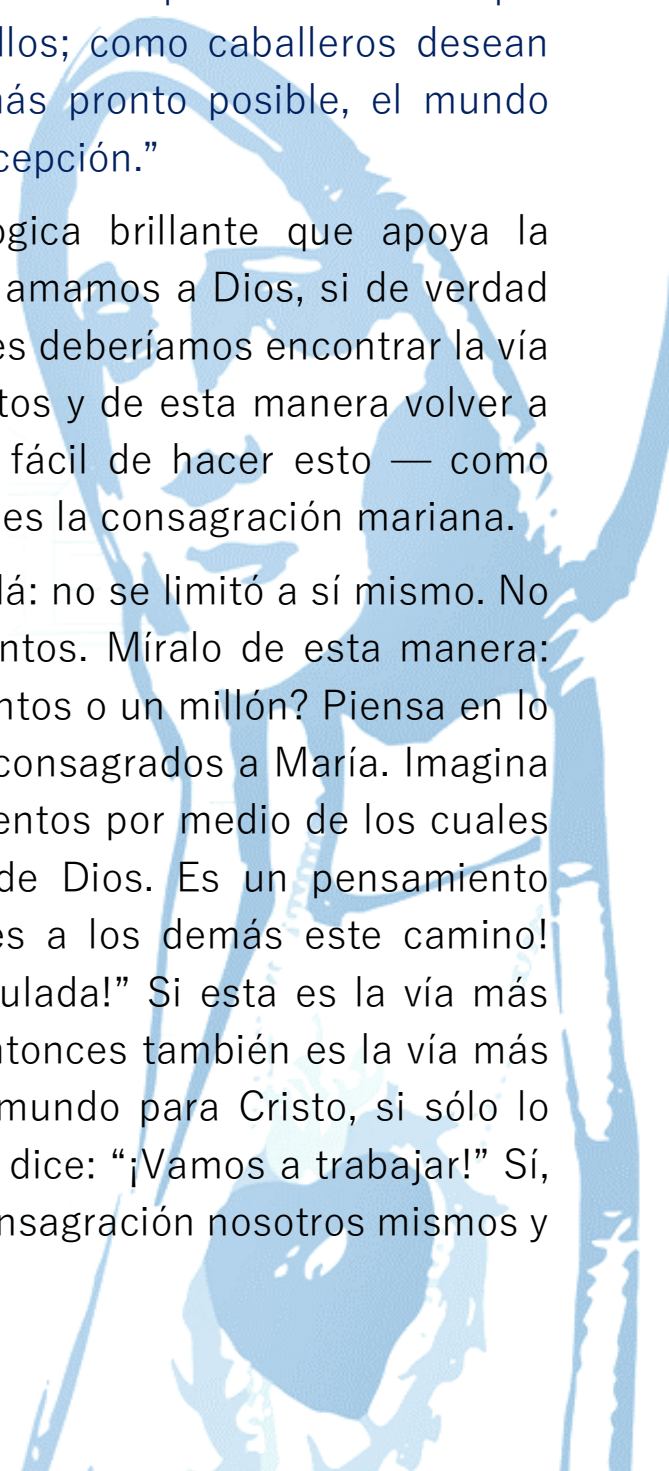 llos; como caballeros desean
ás pronto posible, el mundo
cepción.”
ógica brillante que apoya la
amamos a Dios, si de verdad
es deberíamos encontrar la vía
tos y de esta manera volver a
fácil de hacer esto — como
es la consagración mariana.
lá: no se limitó a sí mismo. No
ntos. Míralo de esta manera:
ntos o un millón? Piensa en lo
consagrados a María. Imagina
entos por medio de los cuales
de Dios. Es un pensamiento
es a los demás este camino!
ulada!” Si esta es la vía más
ntonces también es la vía más
mundo para Cristo, si sólo lo
dice: “¡Vamos a trabajar!” Sí,
nsagración nosotros mismos y